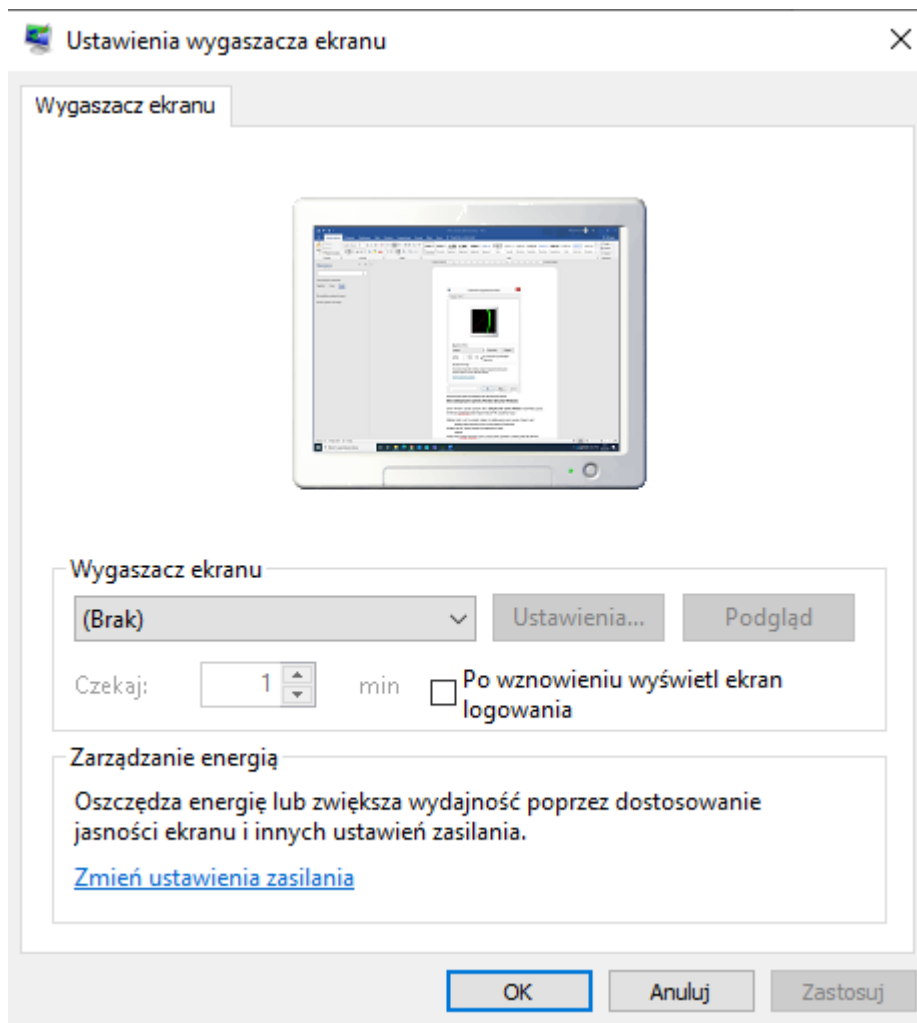 Ustawienia wygaszacza ekranu
Wygaszacz ekranu
Wygaszacz ekranu
(Brak)
Ustawienia...
Podgląd
Czekaj:
1
min
Po wznowieniu wyświetl ekran
logowania
Zarządzanie energią
Oszczędza energię lub zwiększa wydajność poprzez dostosowanie
jasności ekranu i innych ustawień zasilania.
Zmień ustawienia zasilania
OK
Anuluj
Zastosuj